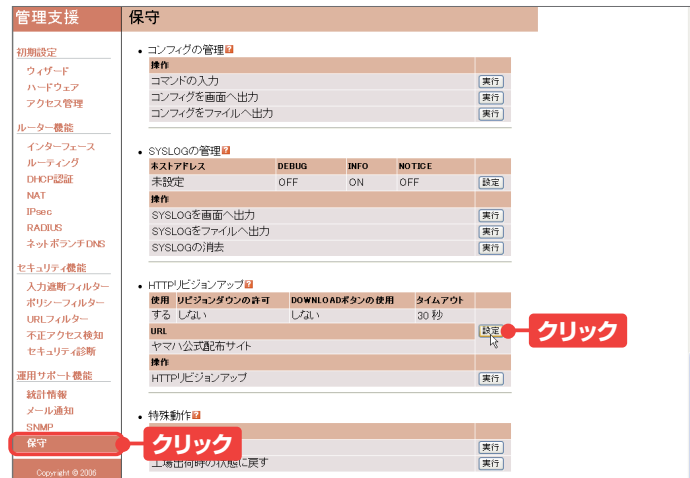 管理支援
初期設定
ウィザード
ハードウェア
アクセス管理
ルーター機能
インターフェース
ルーティング
DHCP認証
NAT
IPsec
RADIUS
ネットボランチDNS
セキュリティ機能
入力遮断フィルター
ポリシーフィルター
URLフィルター
不正アクセス検知
セキュリティ診断
運用サポート機能
統計情報
メール通知
SNMP
保守
Copyright © 2006
保守
コンフィグの管理?
操作
コマンドの入力 実行
コンフィグを画面へ出力 実行
コンフィグをファイルへ出力 実行
SYSLOGの管理?
ホストアドレス DEBUG INFO NOTICE
未設定 OFF ON OFF 設定
操作
SYSLOGを画面へ出力 実行
SYSLOGをファイルへ出力 実行
SYSLOGの消去 実行
HTTPリビジョンアップ?
使用 リビジョンダウンの許可 DOWNLOADボタンの使用 タイムアウト
する しない しない 30 秒
URL 設定
クリック
ヤマハ公式配布サイト
操作
HTTPリビジョンアップ 実行
特殊動作?
クリック
実行
工場出荷時の状態に戻す 実行